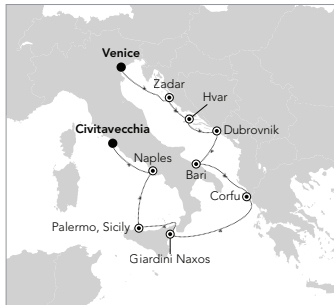 Venice
Zadar
Hvar
Civitavecchia
Dubrovnik
Naples
Bari
Corfu
Palermo, Sicily
Giardini Naxos